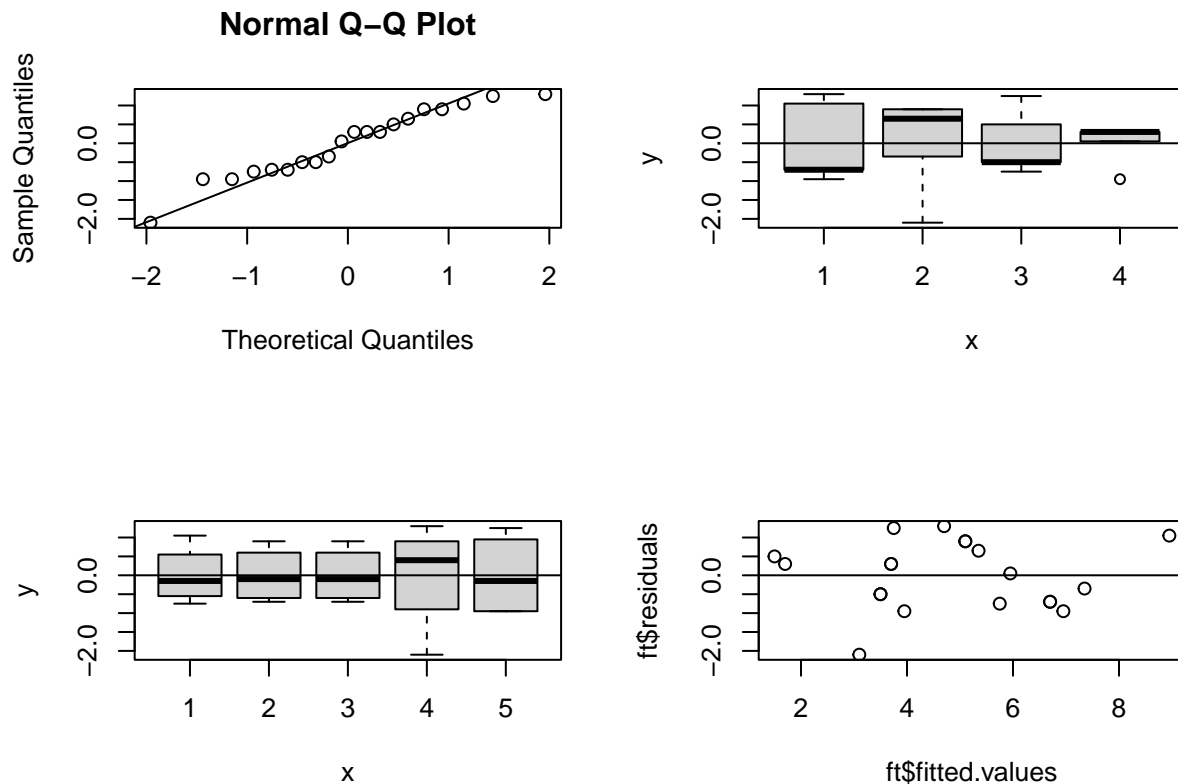 Normal Q−Q Plot
Sample Quantiles
0.0
−2.0
−2 −1 0 1 2
Theoretical Quantiles
y
0.0
−2.0
1 2 3 4
x
y
0.0
−2.0
1 2 3 4 5
x
ft$residuals
0.0
−2.0
2 4 6 8
ft$fitted.values